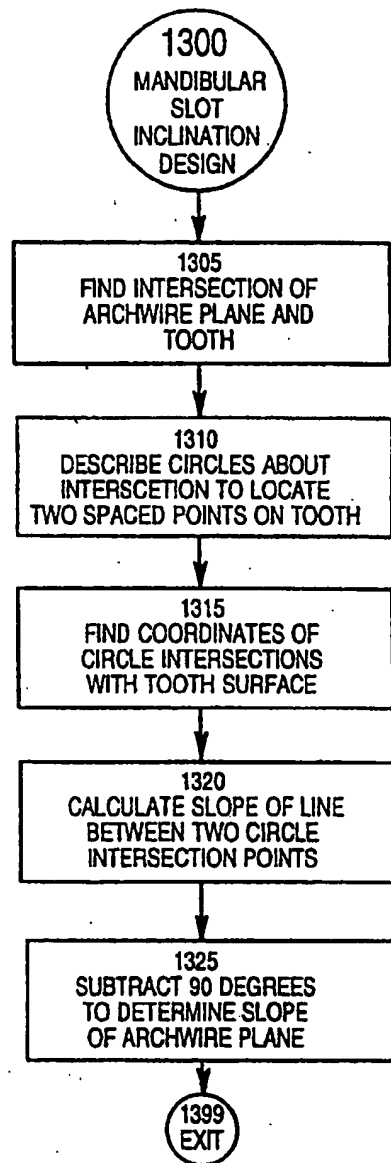 1300
MANDIBULAR
SLOT
INCLINATION
DESIGN
1305
FIND INTERSECTION OF
ARCHWIRE PLANE AND
TOOTH
1310
DESCRIBE CIRCLES ABOUT
INTERSCETION TO LOCATE
TWO SPACED POINTS ON TOOTH
1315
FIND COORDINATES OF
CIRCLE INTERSECTIONS
WITH TOOTH SURFACE
1320
CALCULATE SLOPE OF LINE
BETWEEN TWO CIRCLE
INTERSECTION POINTS
1325
SUBTRACT 90 DEGREES
TO DETERMINE SLOPE
OF ARCHWIRE PLANE
1399
EXIT